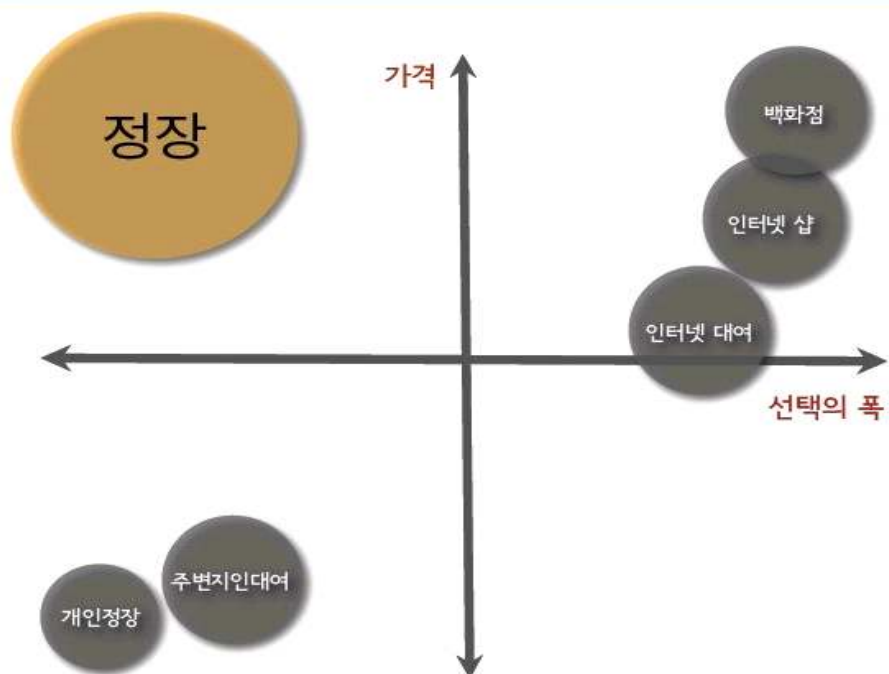 정장
가격
백화점
인터넷 샵
인터넷 대여
선택의 폭
주변지인대여
개인정장